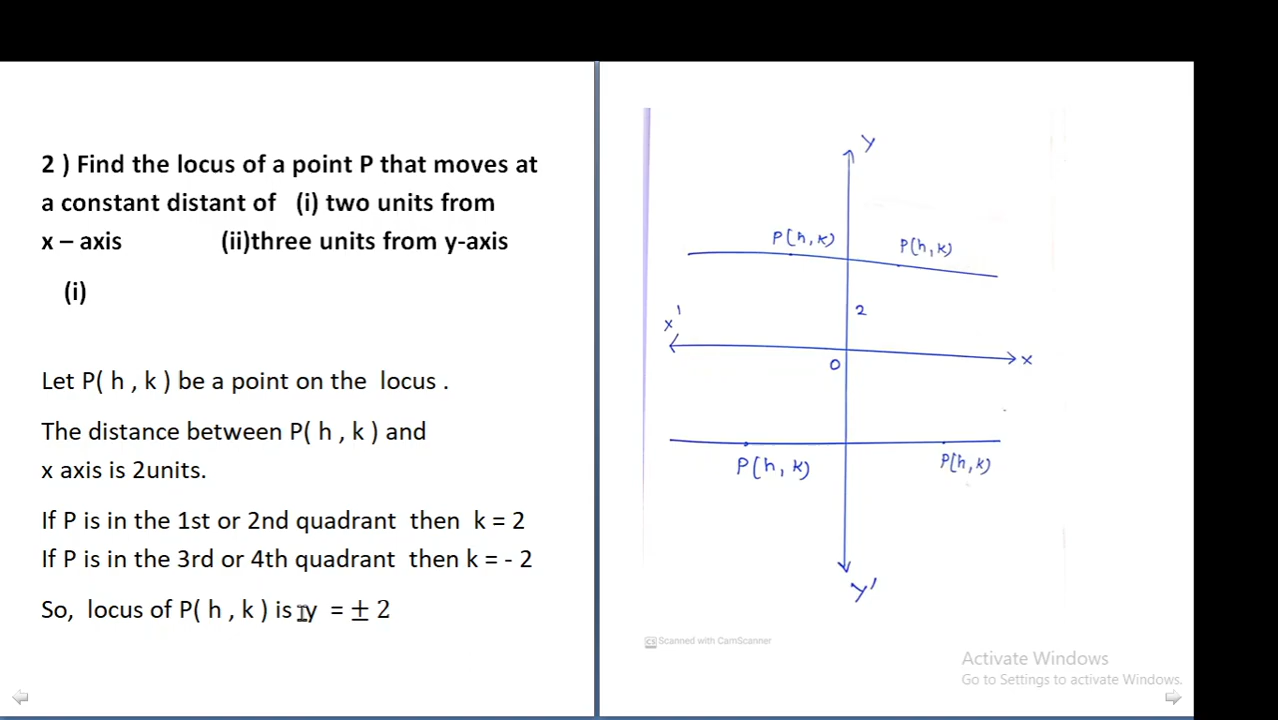 2 ) Find the locus of a point P that moves at
a constant distant of (i) two units from
x – axis (ii)three units from y-axis
(i)
Let P( h , k ) be a point on the locus .
The distance between P( h , k ) and
x axis is 2units.
If P is in the 1st or 2nd quadrant then k = 2
If P is in the 3rd or 4th quadrant then k = - 2
So, locus of P( h , k ) is y = ± 2
Y
P(h,k)
P(h,k)
2
x'
0
x
P(h,k)
P(h,k)
Y'
CS Scanned with CamScanner
Activate Windows
Go to Settings to activate Windows.